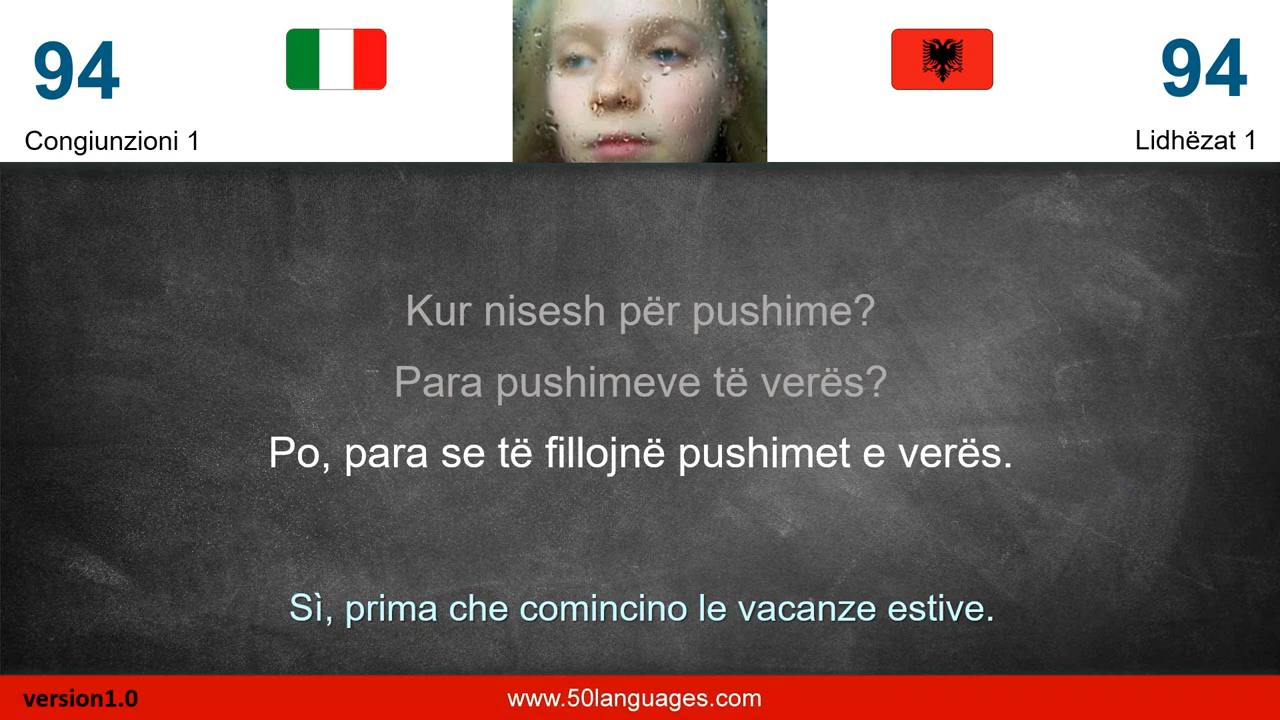 94
94
Congiunzioni 1
Lidhëzat 1
Kur nisesh për pushime?
Para pushimeve të verës?
Po, para se të fillojnë pushimet e verës.
Sì, prima che comincino le vacanze estive.
version1.0
www.50languages.com